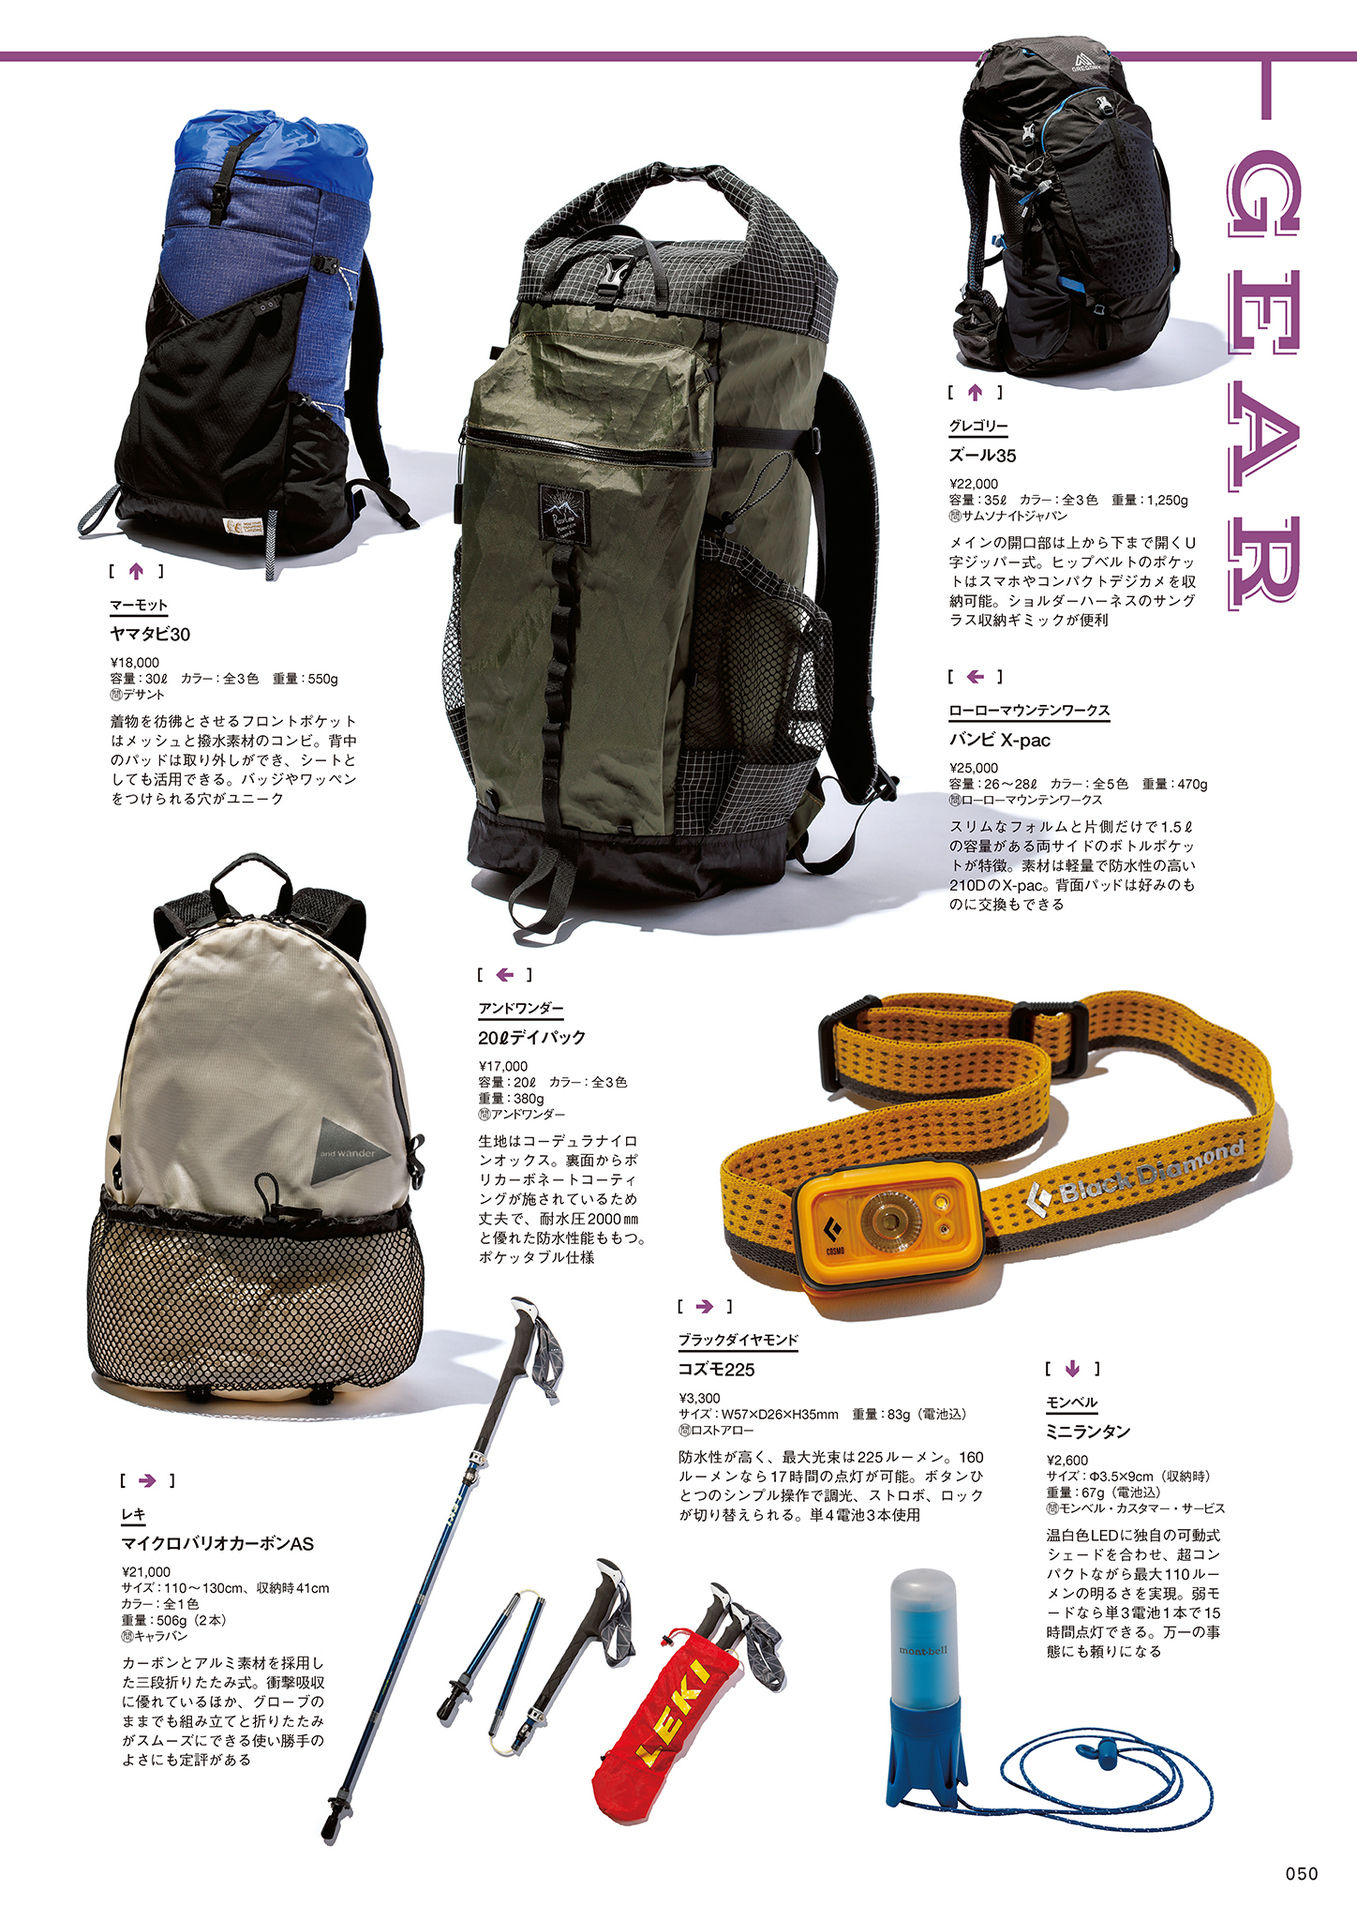 GEAR
GREGORY
[ ↑ ]
グレゴリー
ズール35
¥22,000
容量：35ℓ　カラー：全3色　重量：1,250g
㉄サムソナイトジャパン
メインの開口部は上から下まで開くU
字ジッパー式。ヒップベルトのポケッ
トはスマホやコンパクトデジカメを収
納可能。ショルダーハーネスのサング
ラス収納ギミックが便利
[ ↑ ]
マーモット
ヤマタビ30
¥18,000
容量：30ℓ　カラー：全3色　重量：550g
㉄デサント
着物を彷彿とさせるフロントポケット
はメッシュと撥水素材のコンビ。背中
のパッドは取り外しができ、シートと
しても活用できる。バッジやワッペン
をつけられる穴がユニーク
[ ← ]
ローローマウンテンワークス
バンビ X-pac
¥25,000
容量：26〜28ℓ　カラー：全5色　重量：470g
㉄ローローマウンテンワークス
スリムなフォルムと片側だけで1.5ℓ
の容量がある両サイドのボトルポケッ
トが特徴。素材は軽量で防水性の高い
210DのX-pac。背面パッドは好みのも
のに交換もできる
[ ← ]
アンドワンダー
20ℓデイパック
¥17,000
容量：20ℓ　カラー：全3色
重量：380g
㉄アンドワンダー
生地はコーデュラナイロ
ンオックス。裏面からポ
リカーボネートコーティ
ングが施されているため
丈夫で、耐水圧2000㎜
と優れた防水性能ももつ。
ポケッタブル仕様
and wander
Black Diamond
COSMO
[ → ]
ブラックダイヤモンド
コズモ225
¥3,300
サイズ：W57×D26×H35mm　重量：83g（電池込）
㉄ロストアロー
防水性が高く、最大光束は225ルーメン。160
ルーメンなら17時間の点灯が可能。ボタンひ
とつのシンプル操作で調光、ストロボ、ロック
が切り替えられる。単4電池3本使用
[ ↓ ]
モンベル
ミニランタン
¥2,600
サイズ：Φ3.5×9cm（収納時）
重量：67g（電池込）
㉄モンベル・カスタマー・サービス
温白色LEDに独自の可動式
シェードを合わせ、超コン
パクトながら最大110ルー
メンの明るさを実現。弱モ
ードなら単3電池1本で15
時間点灯できる。万一の事
態にも頼りになる
[ → ]
レキ
マイクロバリオカーボンAS
¥21,000
サイズ：110〜130cm、収納時41cm
カラー：全1色
重量：506g（2本）
㉄キャラバン
カーボンとアルミ素材を採用し
た三段折りたたみ式。衝撃吸収
に優れているほか、グローブの
ままでも組み立てと折りたたみ
がスムーズにできる使い勝手の
よさにも定評がある
LEKI
LEKI
mont-bell
050